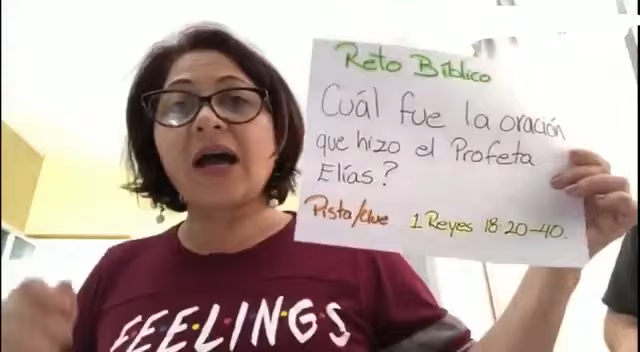 Reto Bíblico
Cuál fue la oración
que hizo el Profeta
Elías?
Pista/clue 1 Reyes 18:20-40.
FEELINGS